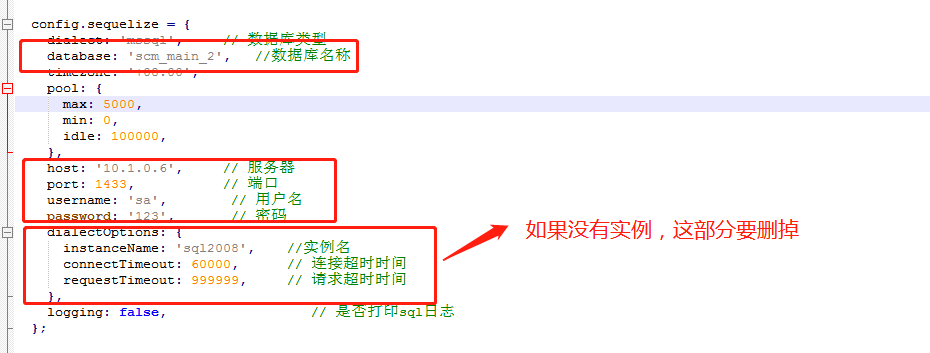 config.sequelize = {
dialect: 'mssql', // 数据库类型
database: 'scm_main_2', //数据库名称
timezone: '+08:00',
pool: {
max: 5000,
min: 0,
idle: 100000,
},
host: '10.1.0.6', // 服务器
port: 1433, // 端口
username: 'sa', // 用户名
password: '123', // 密码
dialectOptions: {
instanceName: 'sql2008', //实例名
connectTimeout: 60000, // 连接超时时间
requestTimeout: 999999, // 请求超时时间
},
logging: false, // 是否打印sql日志
};
如果没有实例，这部分要删掉